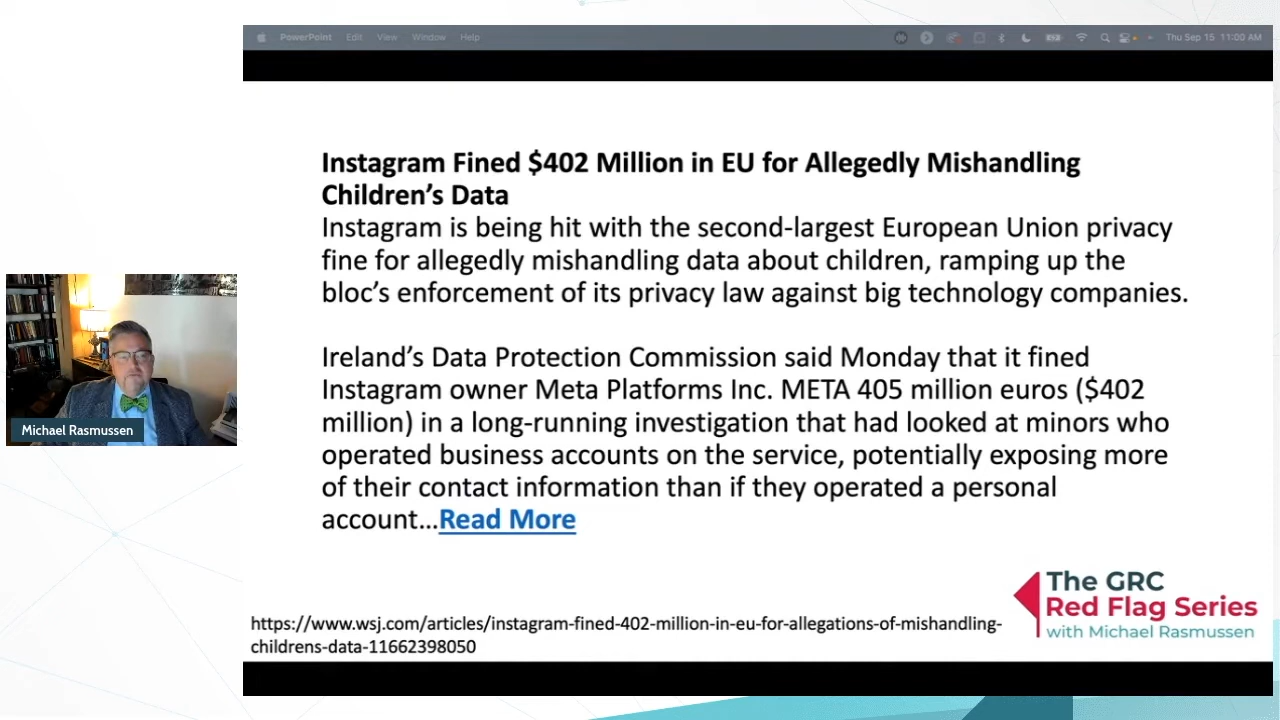 PowerPoint Edit View Window Help Thu Sep 15 11:00 AM
Instagram Fined $402 Million in EU for Allegedly Mishandling
Children’s Data
Instagram is being hit with the second-largest European Union privacy
fine for allegedly mishandling data about children, ramping up the
bloc’s enforcement of its privacy law against big technology companies.
Ireland’s Data Protection Commission said Monday that it fined
Instagram owner Meta Platforms Inc. META 405 million euros ($402
million) in a long-running investigation that had looked at minors who
operated business accounts on the service, potentially exposing more
of their contact information than if they operated a personal
account...Read More
Michael Rasmussen
The GRC
Red Flag Series
with Michael Rasmussen
https://www.wsj.com/articles/instagram-fined-402-million-in-eu-for-allegations-of-mishandling-
childrens-data-11662398050